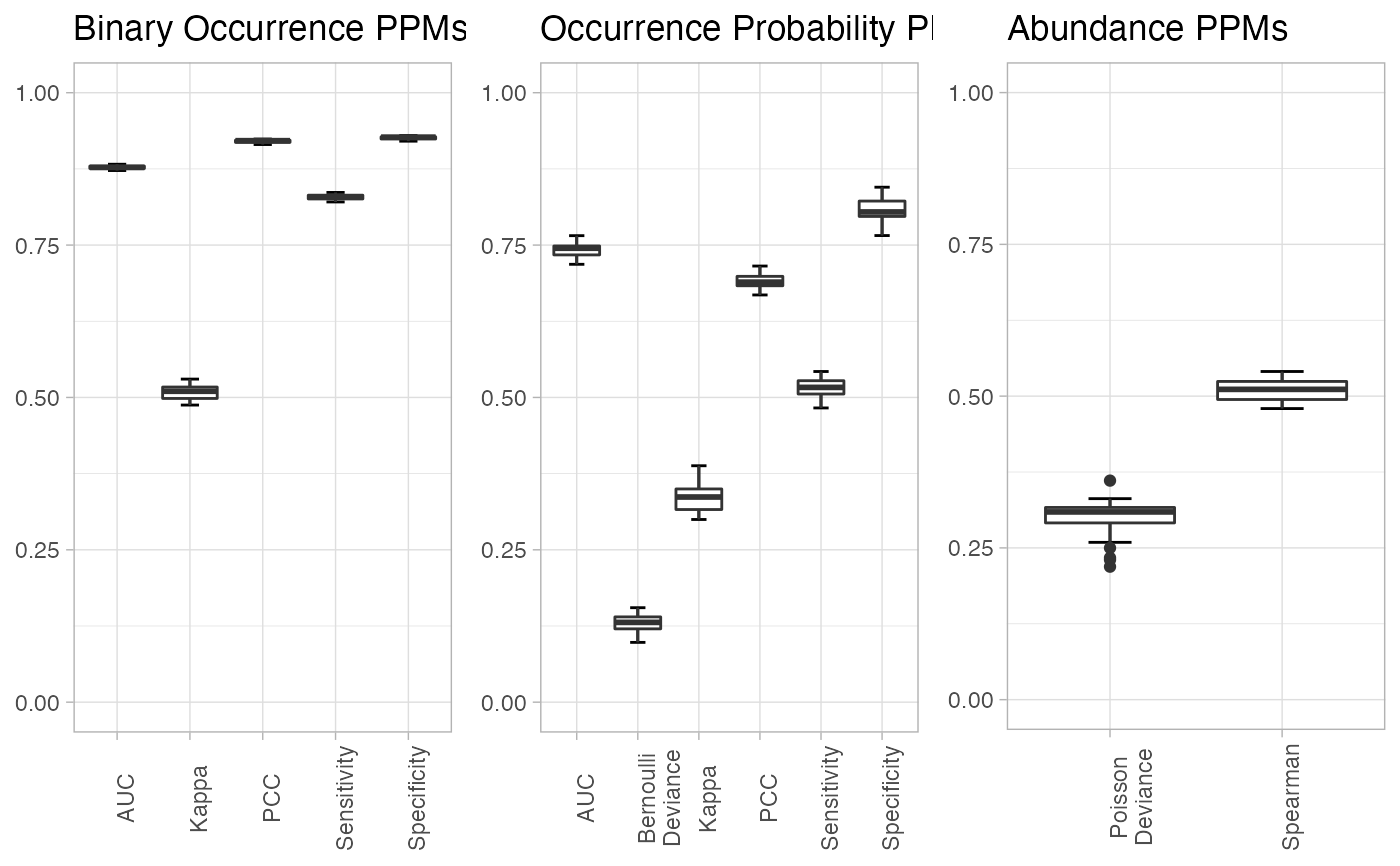 Binary Occurrence PPMs
1.00
0.75
0.50
0.25
0.00
AUC
Kappa
PCC
Sensitivity
Specificity
Occurrence Probability P
1.00
0.75
0.50
0.25
0.00
AUC
Bernoulli
Deviance
Kappa
PCC
Sensitivity
Specificity
Abundance PPMs
1.00
0.75
0.50
0.25
0.00
Poisson
Deviance
Spearman